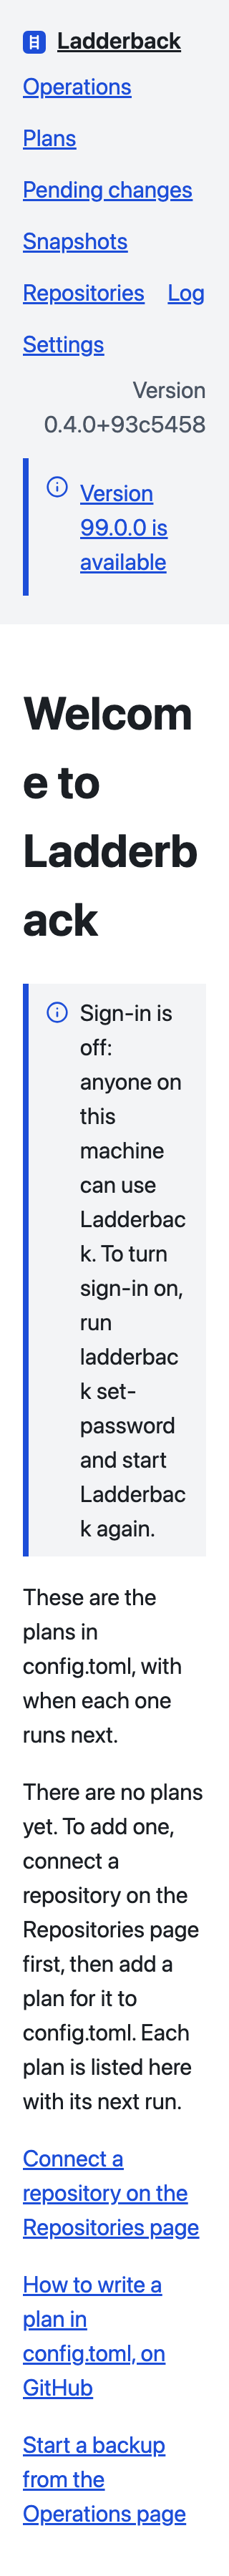 Ladderback
Operations
Plans
Pending changes
Snapshots
Repositories Log
Settings
Version
0.4.0+93c5458
Version
99.0.0 is
available
Welcom
e to
Ladderb
ack
Sign-in is
off:
anyone on
this
machine
can use
Ladderbac
k. To turn
sign-in on,
run
ladderbac
k set-
password
and start
Ladderbac
k again.
These are the
plans in
config.toml, with
when each one
runs next.
There are no plans
yet. To add one,
connect a
repository on the
Repositories page
first, then add a
plan for it to
config.toml. Each
plan is listed here
with its next run.
Connect a
repository on the
Repositories page
How to write a
plan in
config.toml, on
GitHub
Start a backup
from the
Operations page